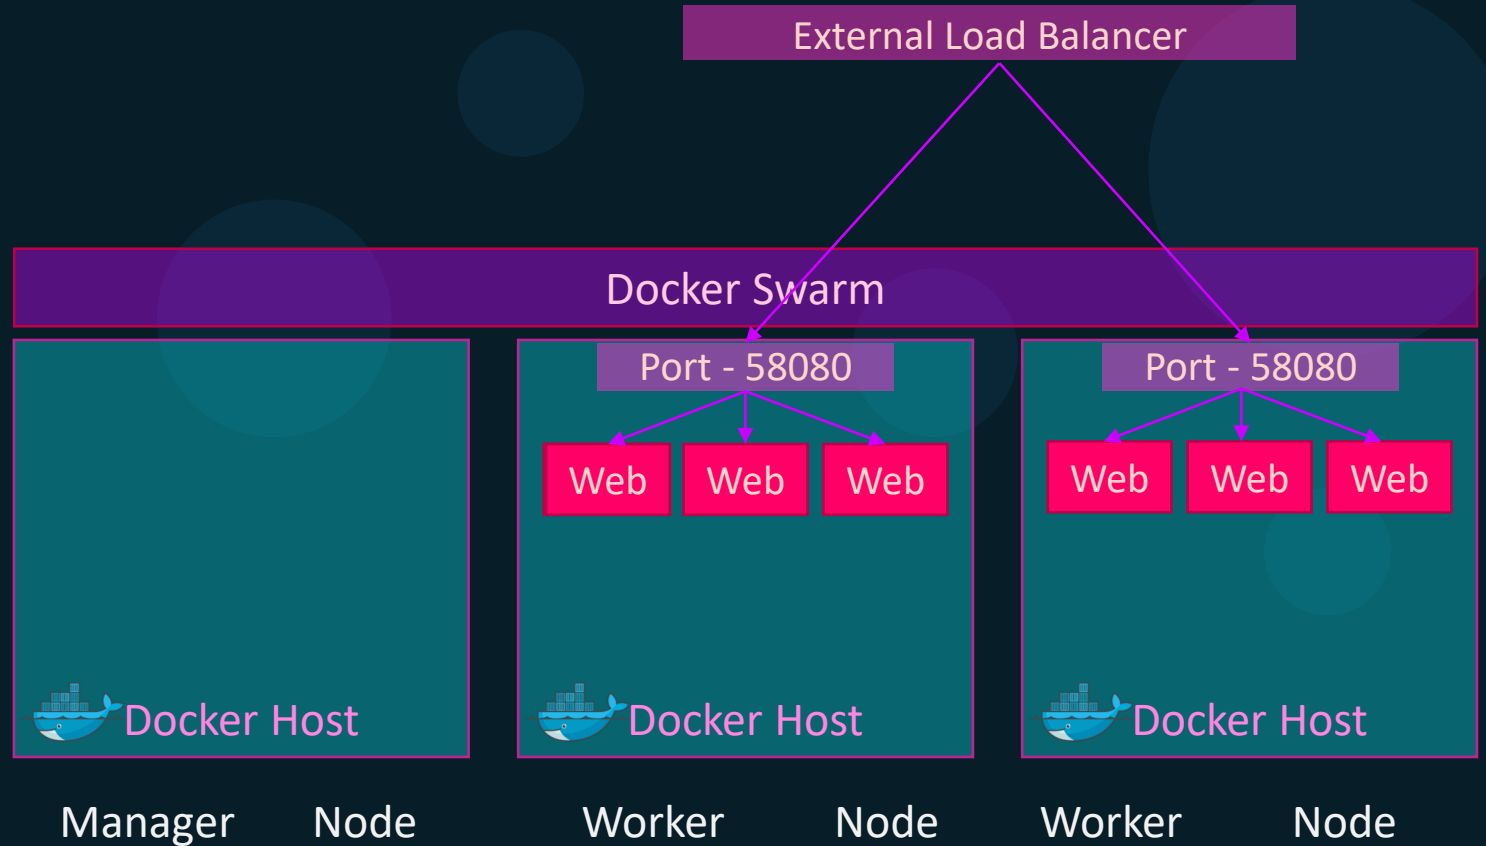 External Load Balancer
Docker Swarm
Port - 58080
Port - 58080
Web
Web
Web
Web
Web
Web
Docker Host
Docker Host
Docker Host
Manager Node
Worker Node
Worker Node